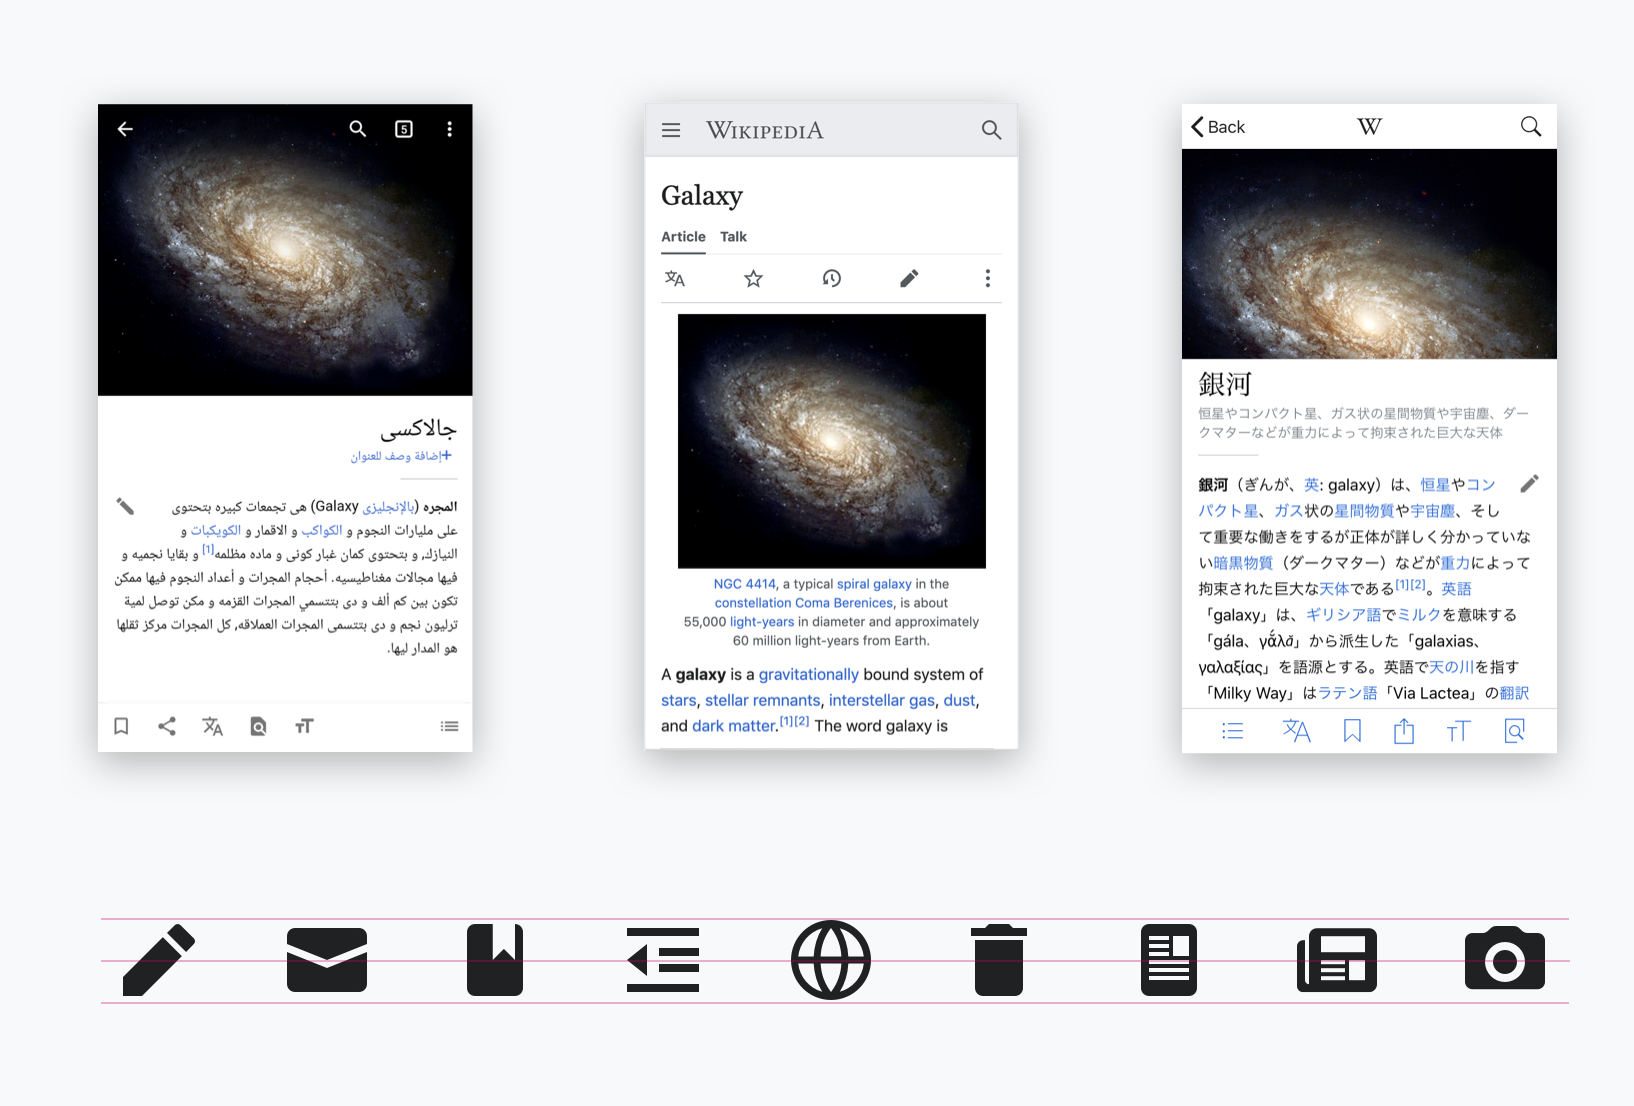 5
جالاكسى
+إضافة وصف للعنوان
المجره (بالإنجليزى Galaxy) هى تجمعات كبيره بتحتوى
على مليارات النجوم و الكواكب و الاقمار و الكويكبات و
النيازك, و بتحتوى كمان غبار كونى و ماده مظلمه[1] و بقايا نجميه و
فيها مجالات مغناطيسيه. أحجام المجرات و أعداد النجوم فيها ممكن
تكون بين كم ألف و دى بتتسمي المجرات القزمه و مكن توصل لمية
ترليون نجم و دى بتتسمى المجرات العملاقه, كل المجرات مركز ثقلها
هو المدار ليها.
WIKIPEDIA
Galaxy
Article Talk
NGC 4414, a typical spiral galaxy in the
constellation Coma Berenices, is about
55,000 light-years in diameter and approximately
60 million light-years from Earth.
A galaxy is a gravitationally bound system of
stars, stellar remnants, interstellar gas, dust,
and dark matter.[1][2] The word galaxy is
Back W
銀河
恒星やコンパクト星、ガス状の星間物質や宇宙塵、ダー
クマターなどが重力によって拘束された巨大な天体
銀河（ぎんが、英: galaxy）は、恒星やコン
パクト星、ガス状の星間物質や宇宙塵、そし
て重要な働きをするが正体が詳しく分かっていな
い暗黒物質（ダークマター）などが重力によって
拘束された巨大な天体である[1][2]。英語
「galaxy」は、ギリシア語でミルクを意味する
「gála、γᾰ́λᾰ」から派生した「galaxias、
γαλαξίας」を語源とする。英語で天の川を指す
「Milky Way」はラテン語「Via Lactea」の翻訳